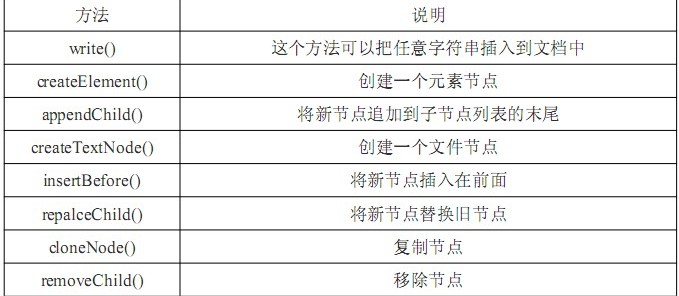 方法 说明
write() 这个方法可以把任意字符串插入到文档中
createElement() 创建一个元素节点
appendChild() 将新节点追加到子节点列表的末尾
createTextNode() 创建一个文件节点
insertBefore() 将新节点插入在前面
repalceChild() 将新节点替换旧节点
cloneNode() 复制节点
removeChild() 移除节点